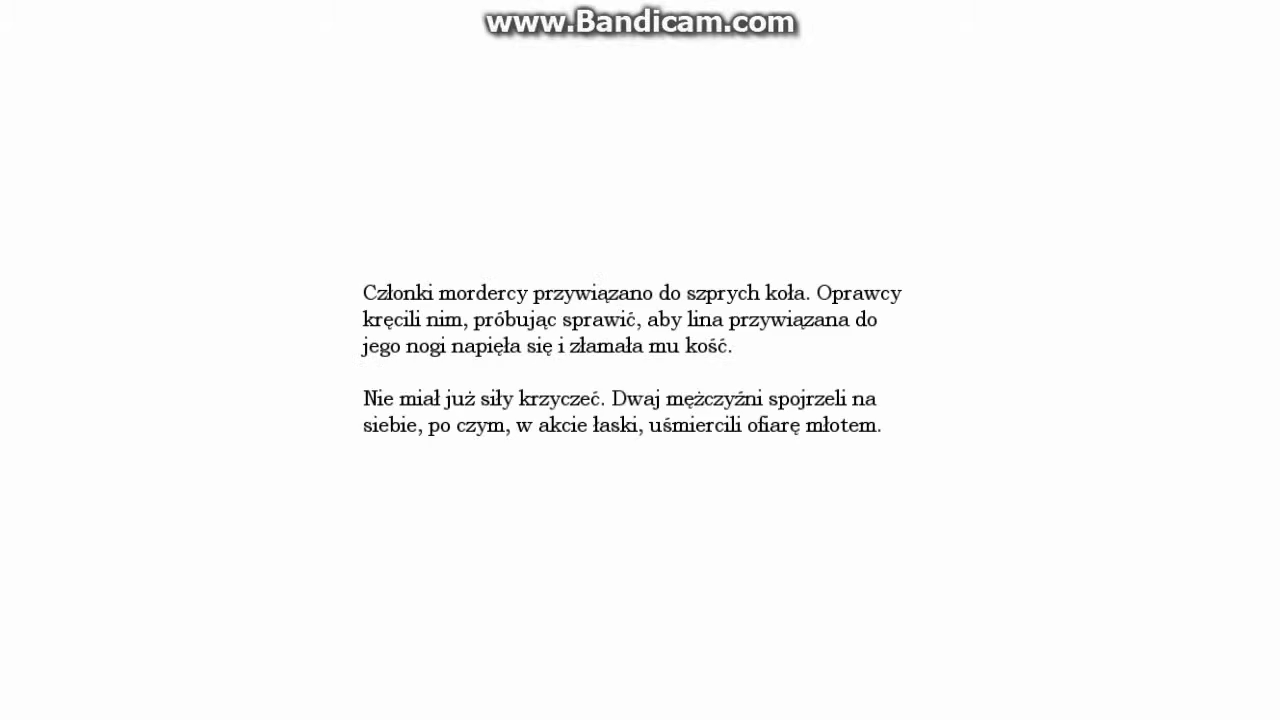 www.Bandicam.com
Członki mordercy przywiązano do szprych koła. Oprawcy
kręcili nim, próbując sprawić, aby lina przywiązana do
jego nogi napięła się i złamała mu kość.
Nie miał już siły krzyczeć. Dwaj mężczyźni spojrzeli na
siebie, po czym, w akcie łaski, uśmiercili ofiarę młotem.